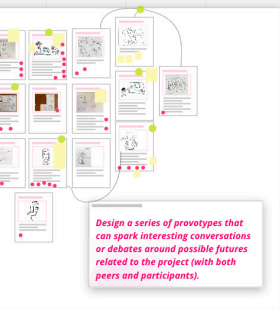 Design a series of provotypes that
can spark interesting conversations
or debates around possible futures
related to the project (with both
peers and participants).